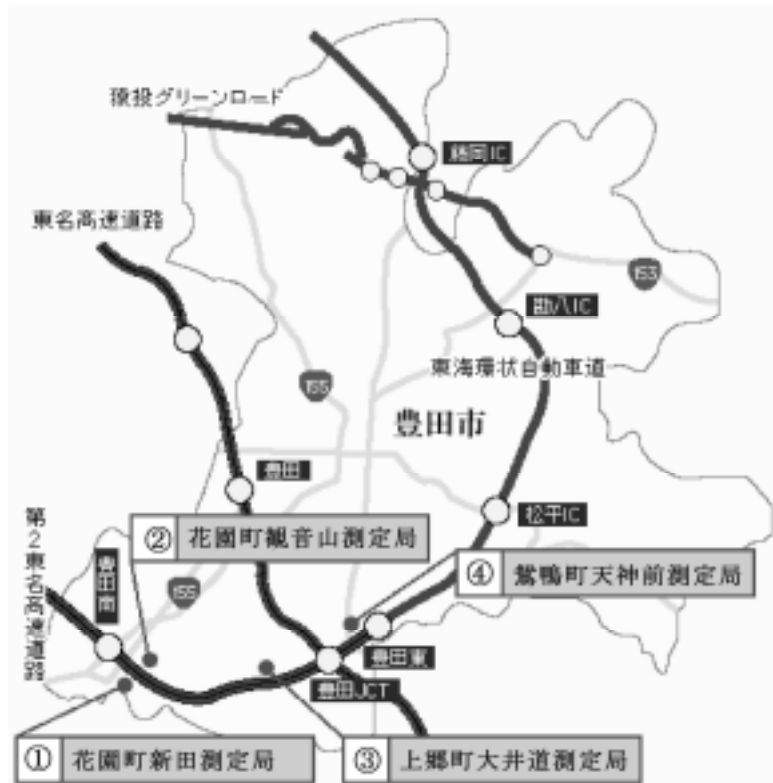 猿投グリーンロード
藤岡IC
東名高速道路
153
勘八IC
東海環状自動車道
155
豊田市
豊田
松平IC
② 花園町観音山測定局
第2東名高速道路
豊田南
④ 鴛鴨町天神前測定局
155
豊田東
豊田JCT
① 花園町新田測定局
③ 上郷町大井道測定局